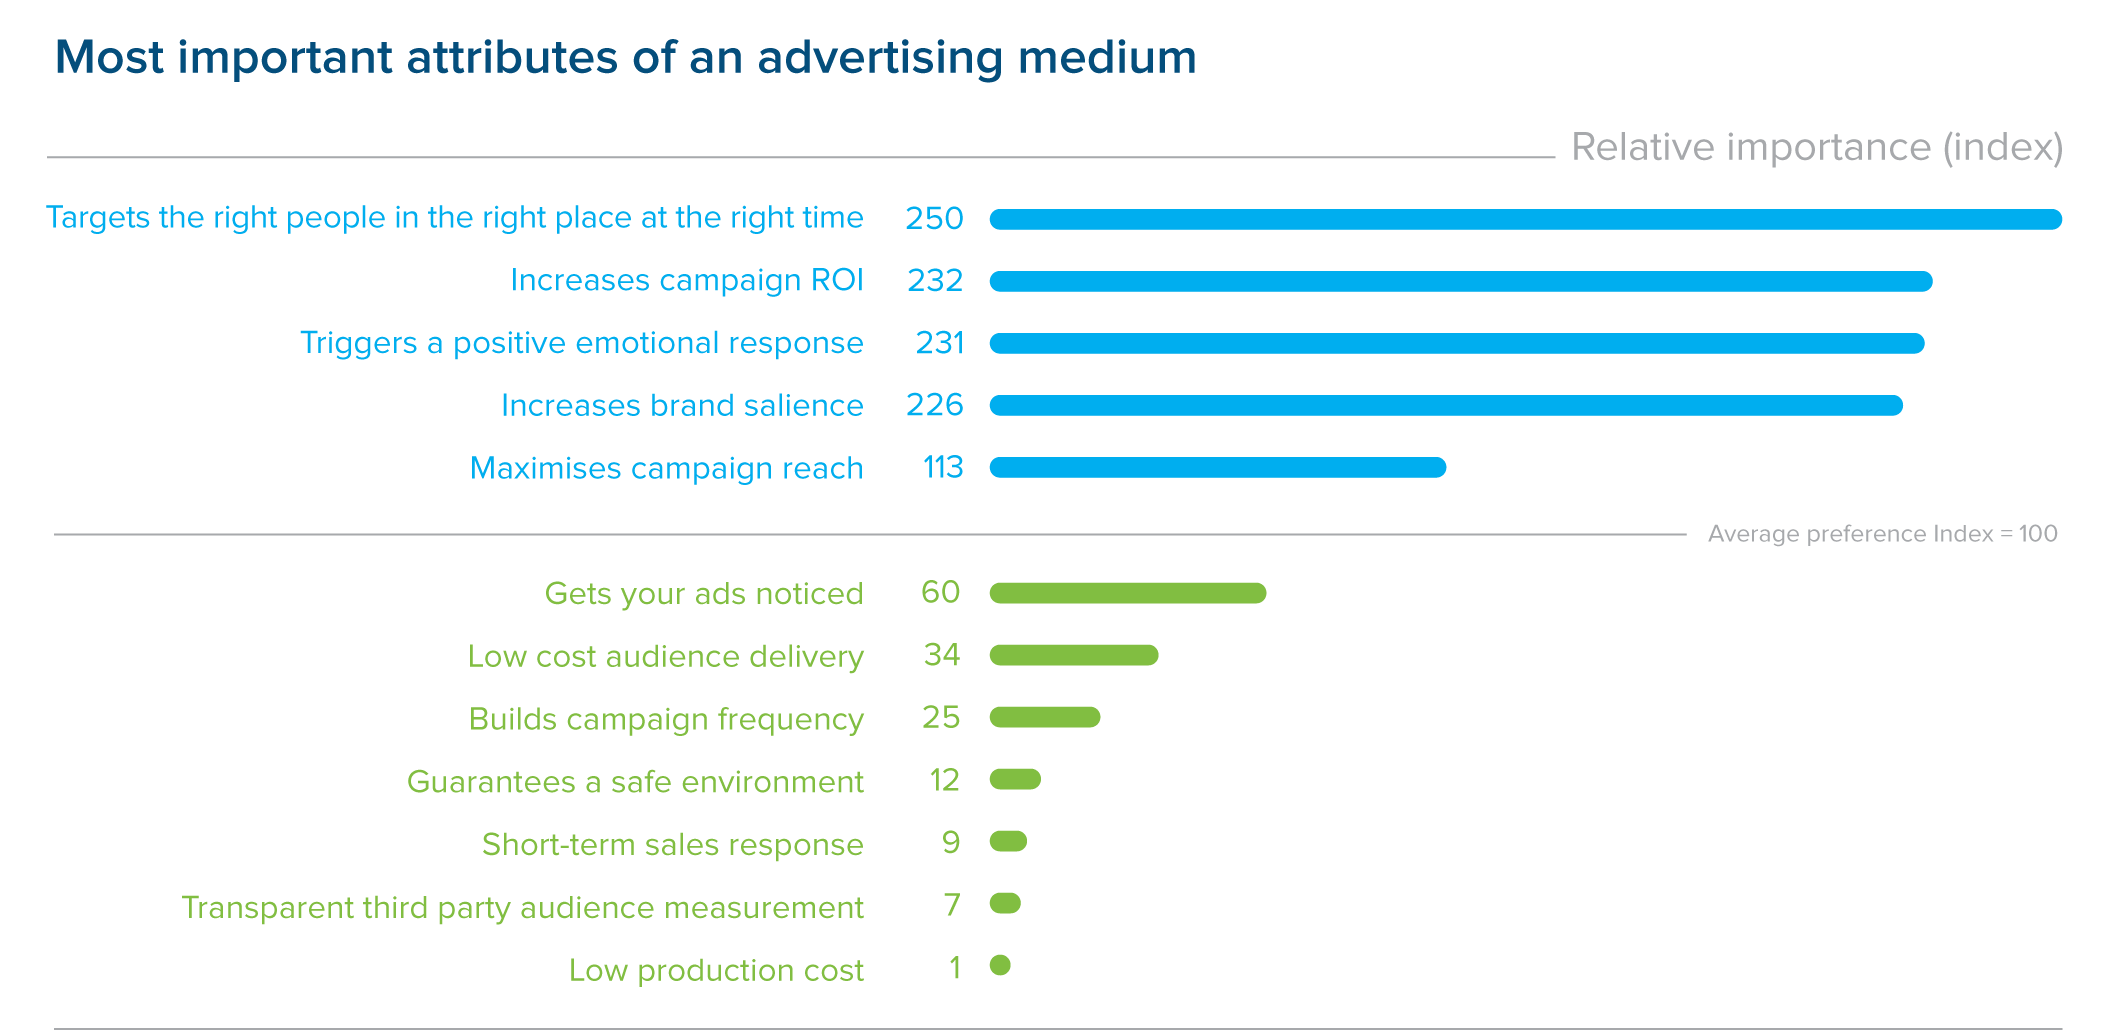 Most important attributes of an advertising medium
Relative importance (index)
Targets the right people in the right place at the right time 250
Increases campaign ROI 232
Triggers a positive emotional response 231
Increases brand salience 226
Maximises campaign reach 113
Average preference Index = 100
Gets your ads noticed 60
Low cost audience delivery 34
Builds campaign frequency 25
Guarantees a safe environment 12
Short-term sales response 9
Transparent third party audience measurement 7
Low production cost 1